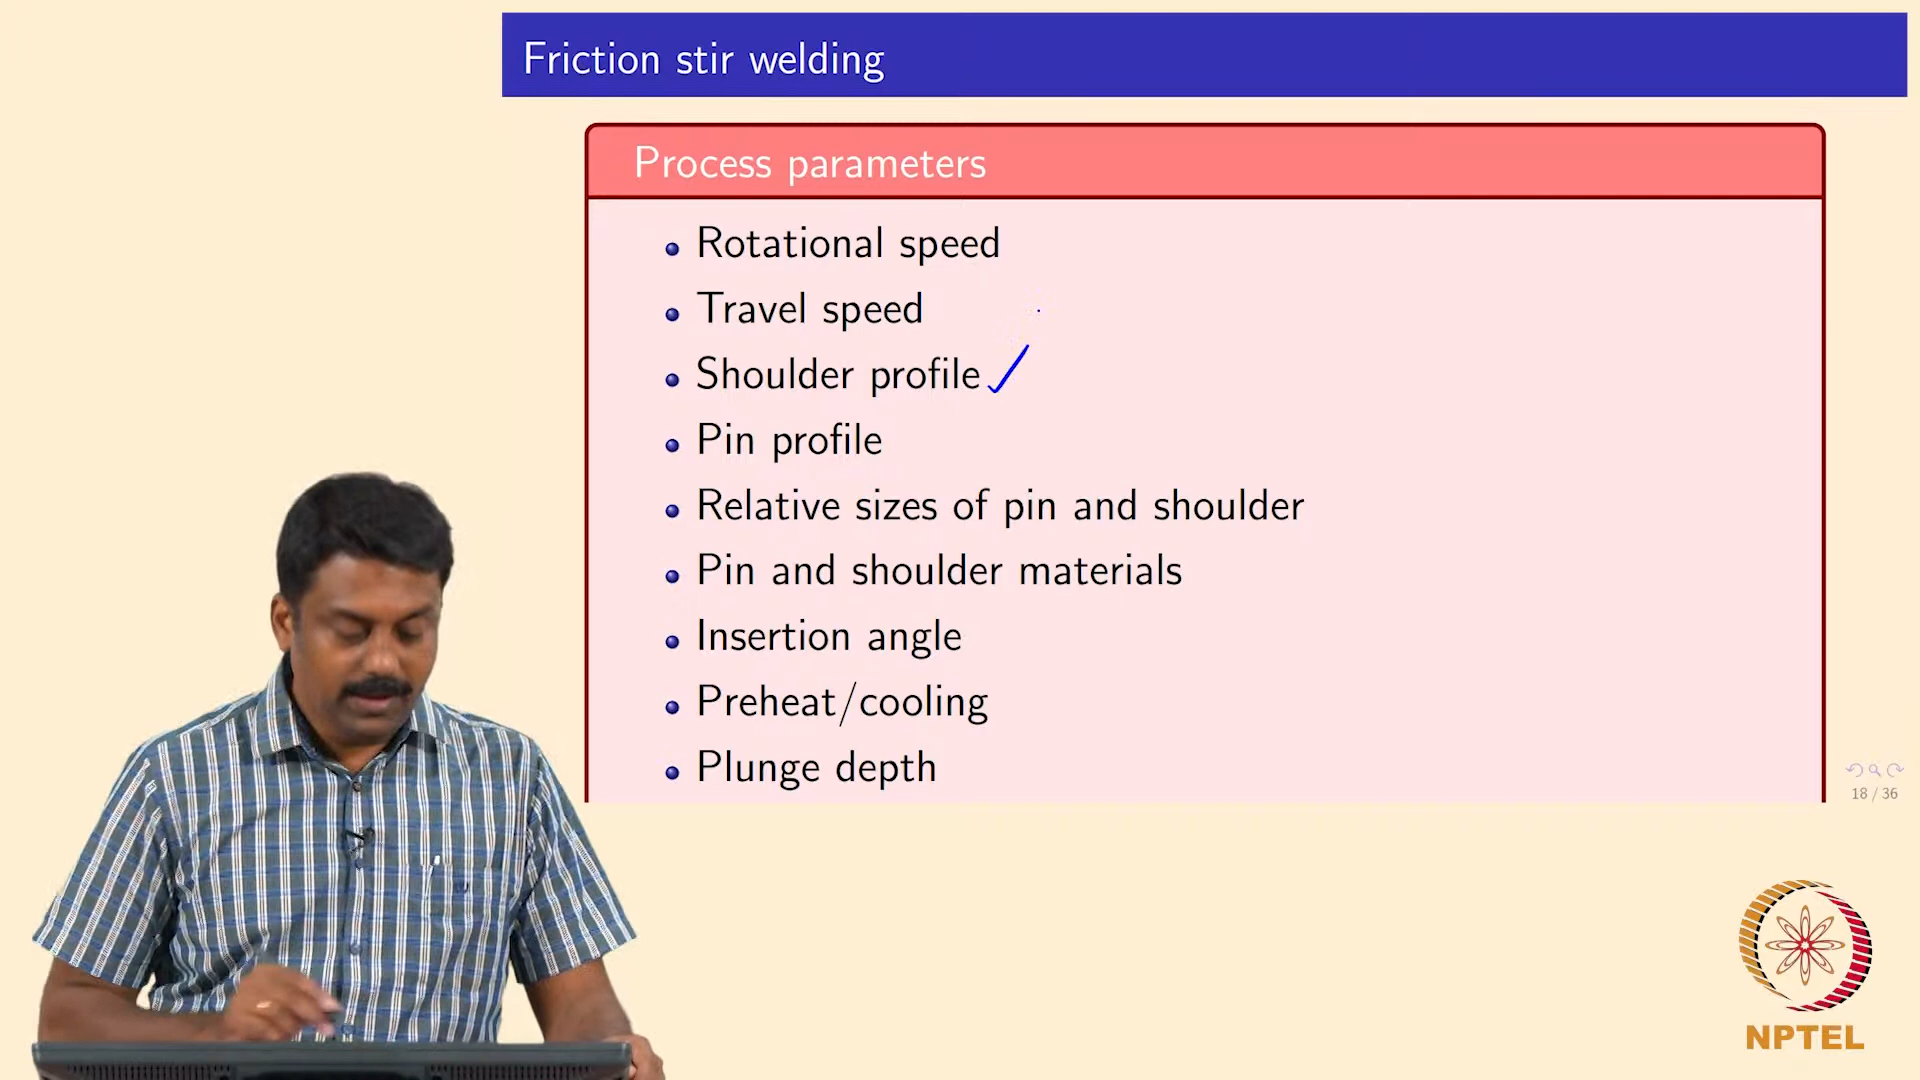 Friction stir welding
Process parameters
Rotational speed
Travel speed
Shoulder profile
Pin profile
Relative sizes of pin and shoulder
Pin and shoulder materials
Insertion angle
Preheat/cooling
Plunge depth
18 / 36
NPTEL